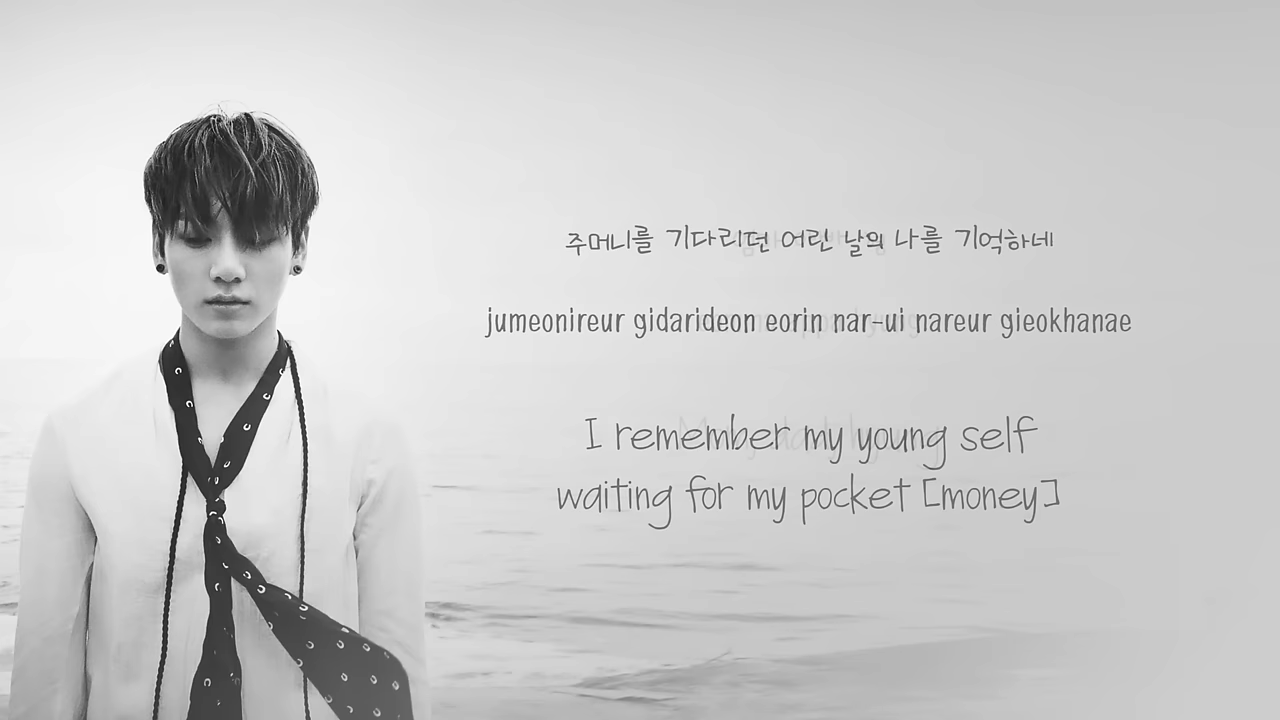 주머니를 기다리던 어린 날의 나를 기억하네
jumeonireur gidarideon eorin nar-ui nareur gieokhanae
I remember my young self
waiting for my pocket [money]